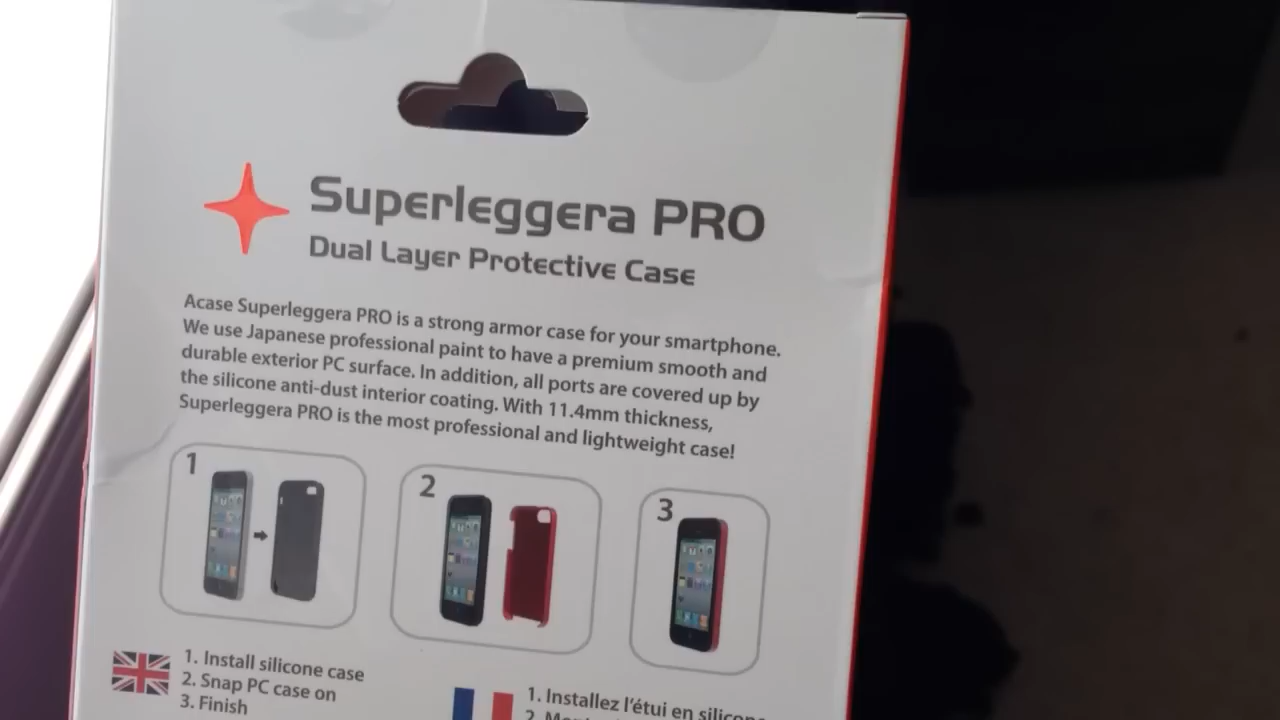 Superleggera PRO
Dual Layer Protective Case
Acase Superleggera PRO is a strong armor case for your smartphone.
We use Japanese professional paint to have a premium smooth and
durable exterior PC surface. In addition, all ports are covered up by
the silicone anti-dust interior coating. With 11.4mm thickness,
Superleggera PRO is the most professional and lightweight case!
1
2
3
1. Install silicone case
2. Snap PC case on
3. Finish
1. Installez l'étui en silicone
2.